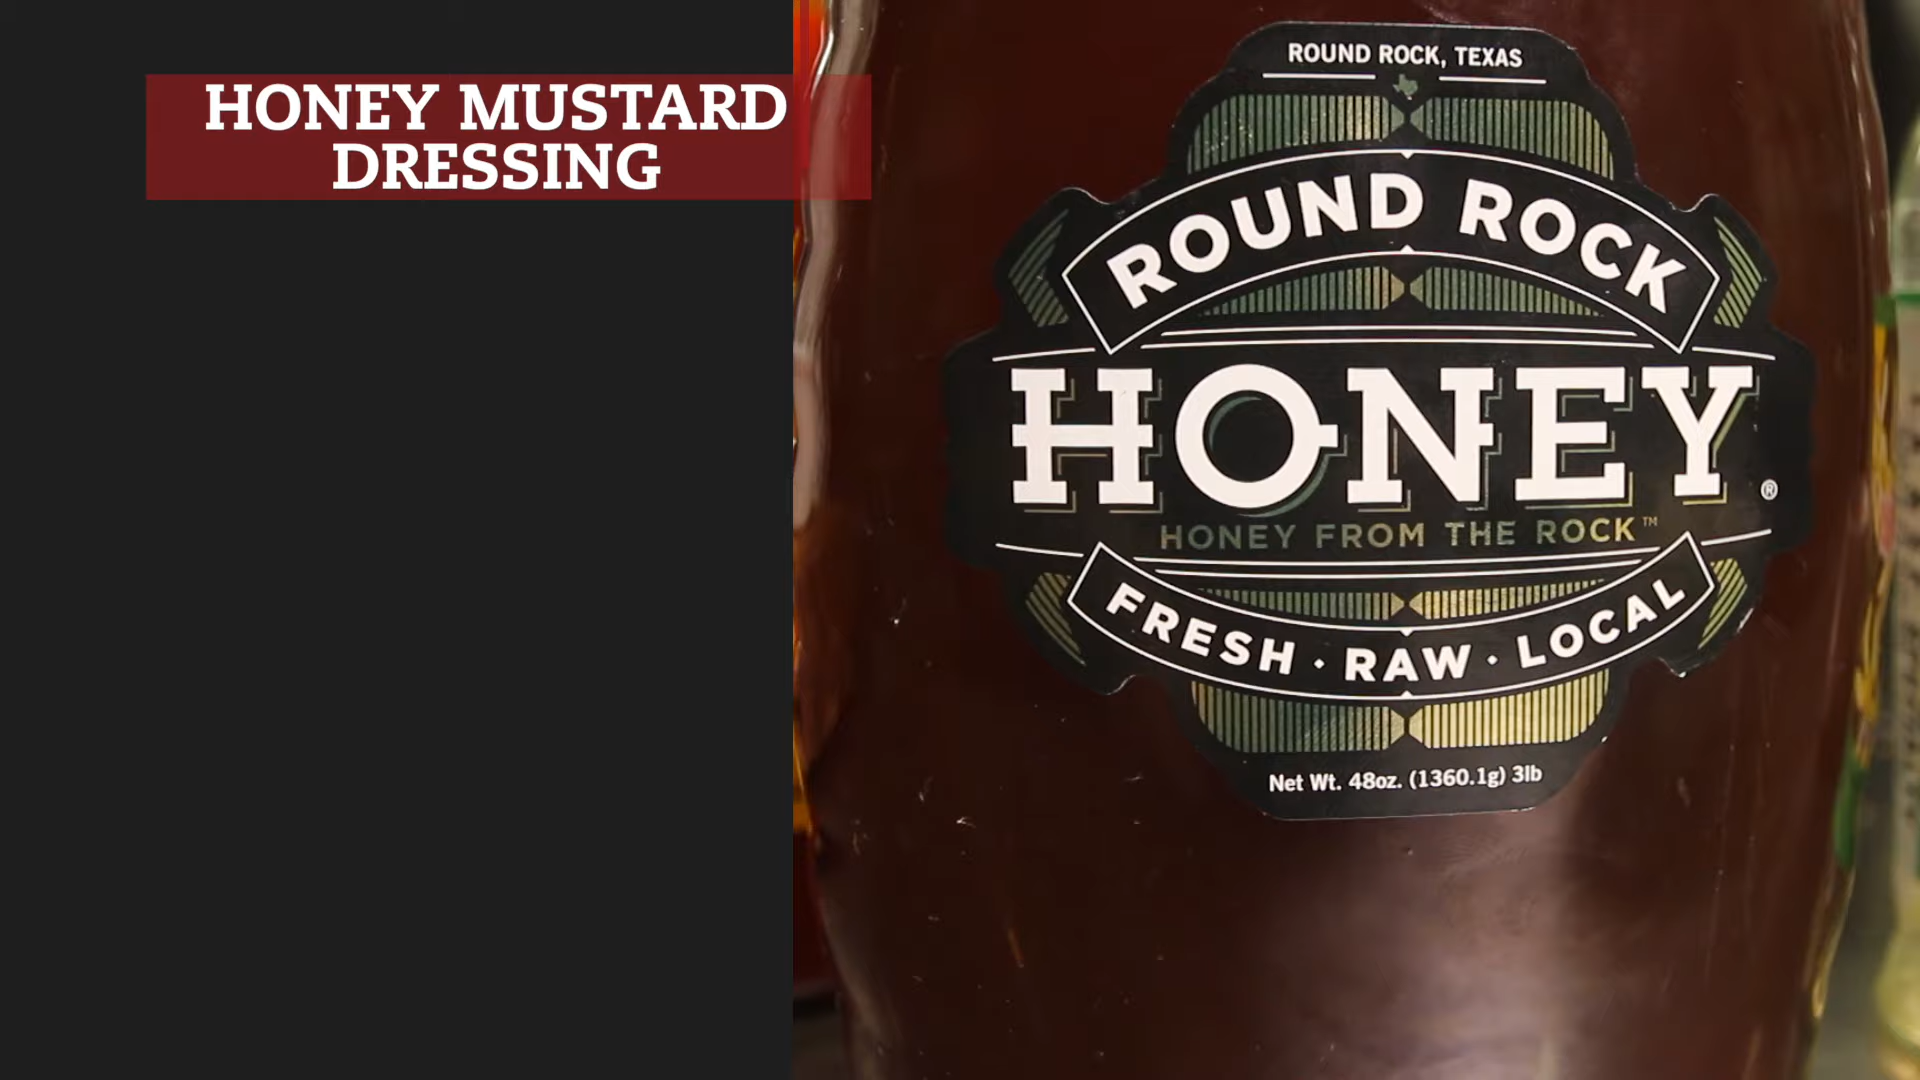 HONEY MUSTARD
DRESSING
ROUND ROCK, TEXAS
ROUND ROCK
HONEY®
HONEY FROM THE ROCK™
FRESH · RAW · LOCAL
Net Wt. 48oz. (1360.1g) 3lb